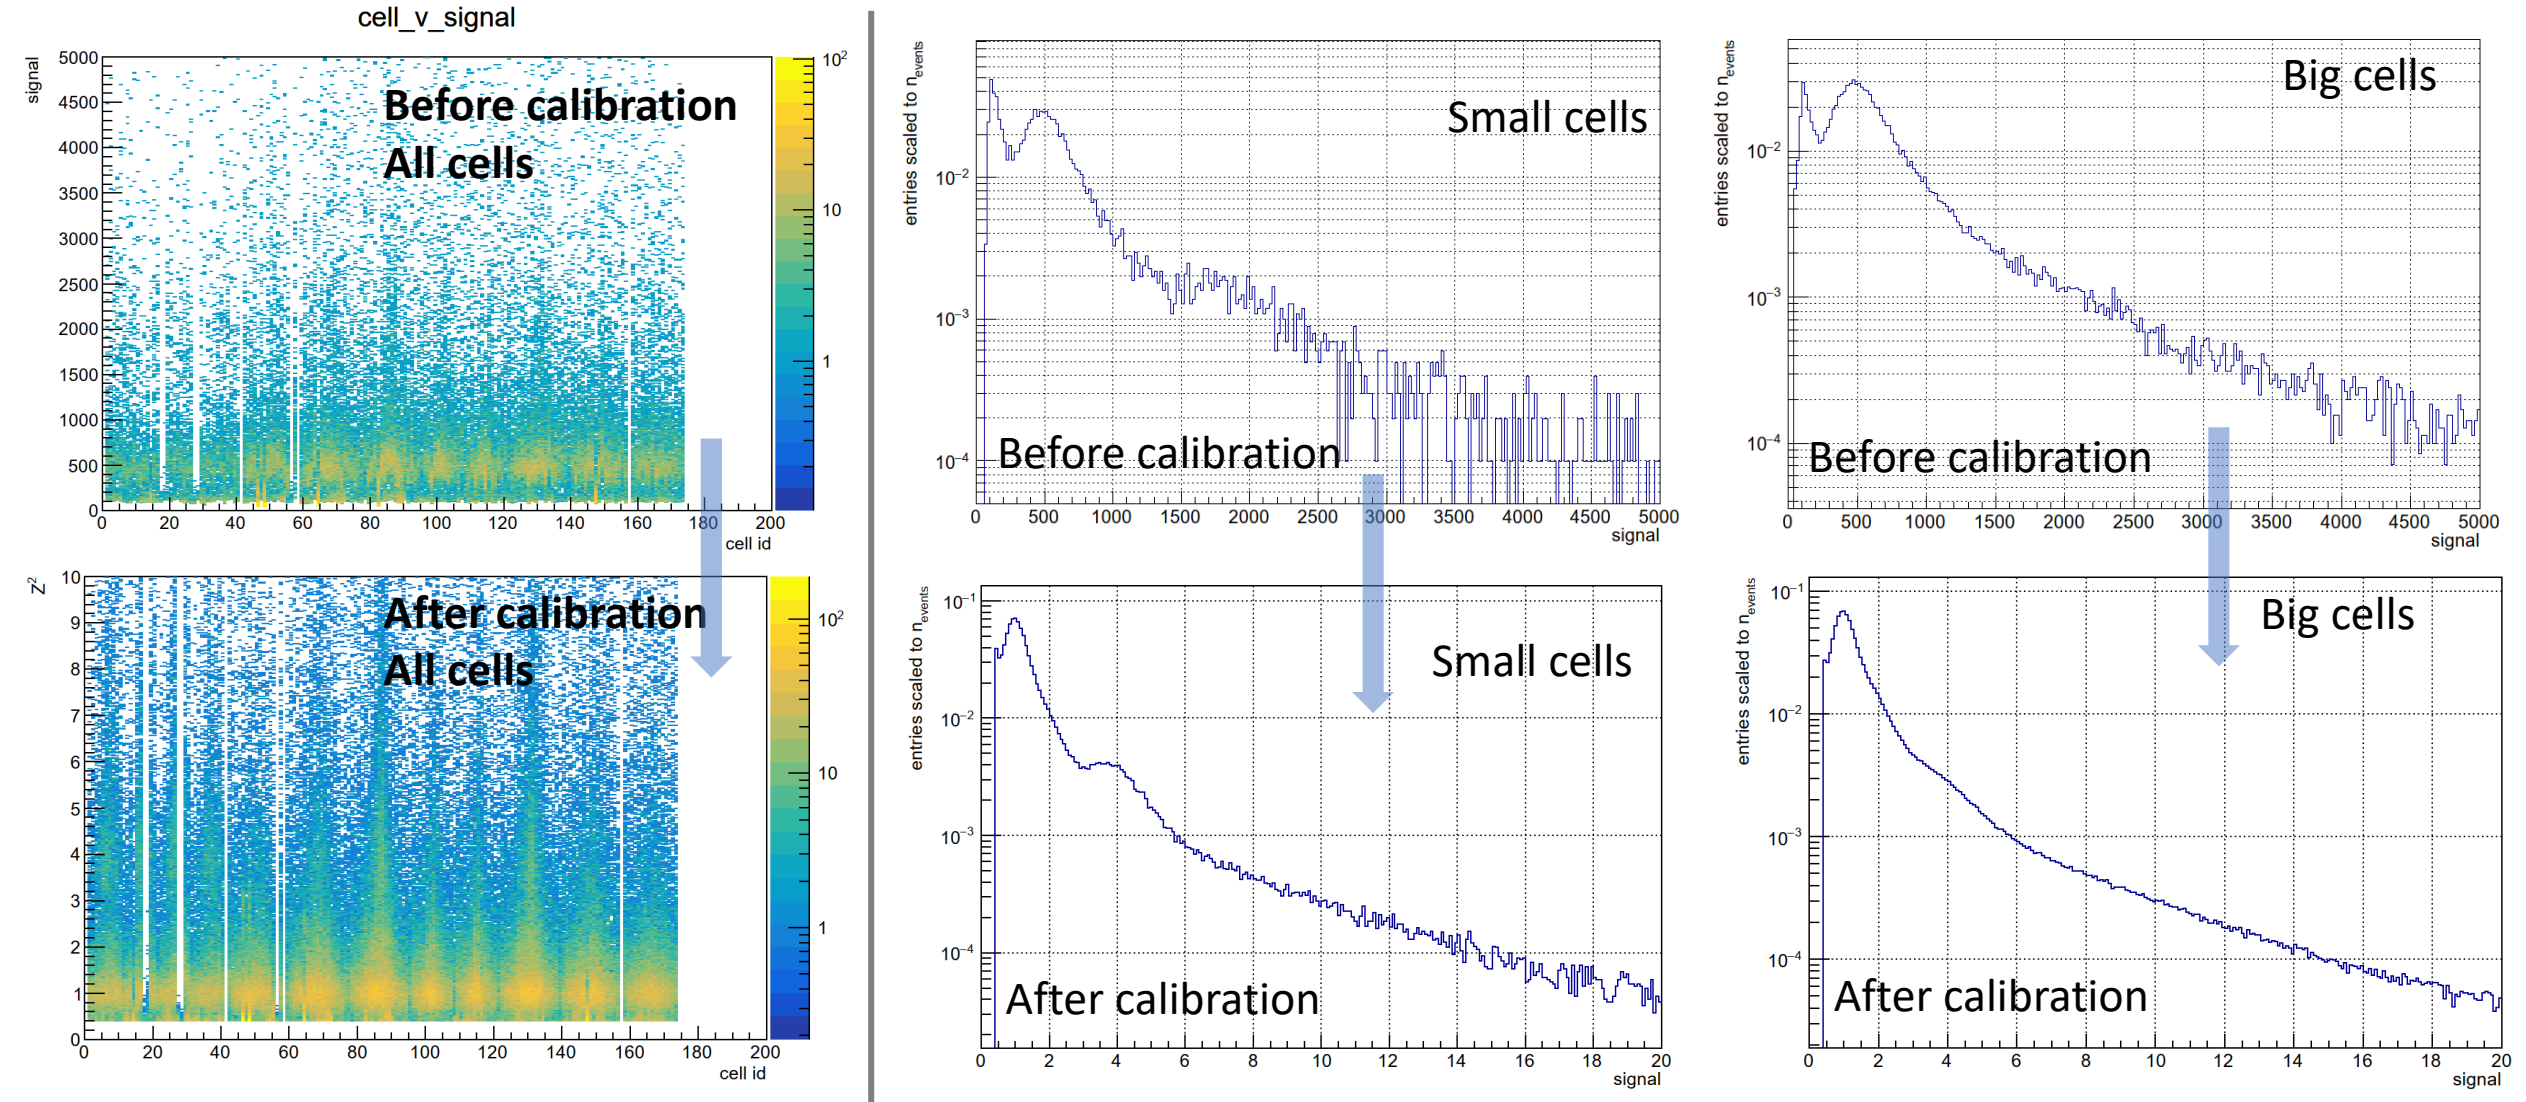 cell_v_signal
signal
5000
4500
4000
3500
3000
2500
2000
1500
1000
500
0
Before calibration
All cells
10²
10
1
0 20 40 60 80 100 120 140 160 180 200
cell id
Z²
10
9
8
7
6
5
4
3
2
1
0
After calibration
All cells
10²
10
1
0 20 40 60 80 100 120 140 160 180 200
cell id
entries scaled to n_events
Small cells
10⁻²
10⁻³
10⁻⁴
Before calibration
0 500 1000 1500 2000 2500 3000 3500 4000 4500 5000
signal
entries scaled to n_events
Big cells
10⁻²
10⁻³
10⁻⁴
Before calibration
0 500 1000 1500 2000 2500 3000 3500 4000 4500 5000
signal
entries scaled to n_events
10⁻¹
Small cells
10⁻²
10⁻³
10⁻⁴
After calibration
0 2 4 6 8 10 12 14 16 18 20
signal
entries scaled to n_events
10⁻¹
Big cells
10⁻²
10⁻³
10⁻⁴
After calibration
0 2 4 6 8 10 12 14 16 18 20
signal